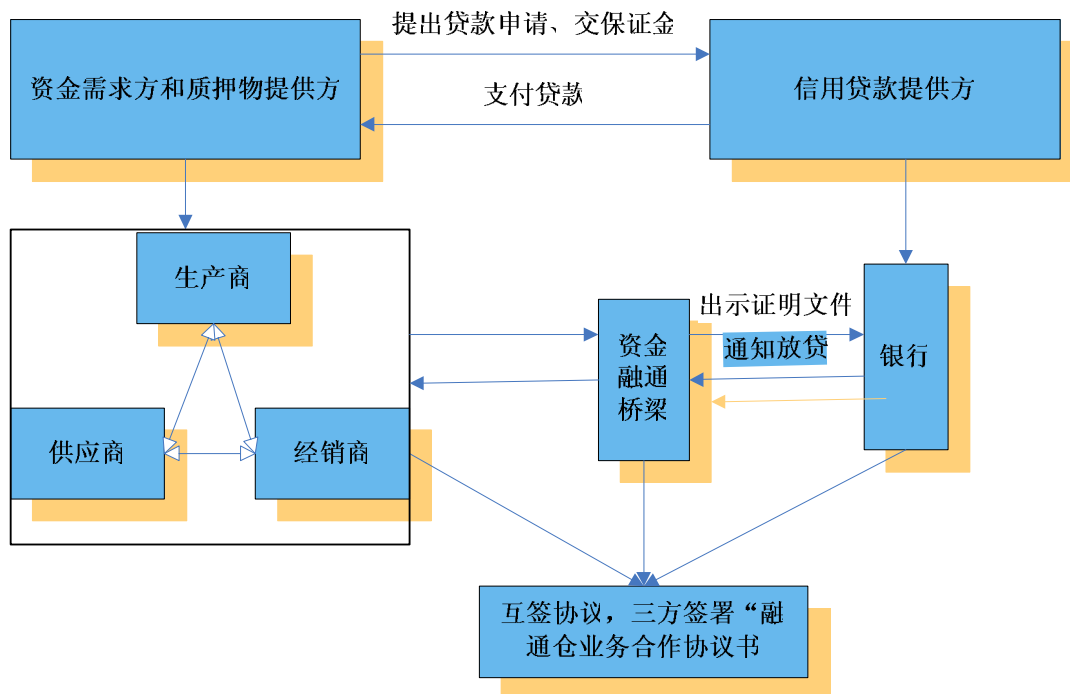 提出贷款申请、交保证金
资金需求方和质押物提供方
支付贷款
信用贷款提供方
生产商
供应商
经销商
资金
融通
桥梁
出示证明文件
通知放贷
银行
互签协议，三方签署“融
通仓业务合作协议书